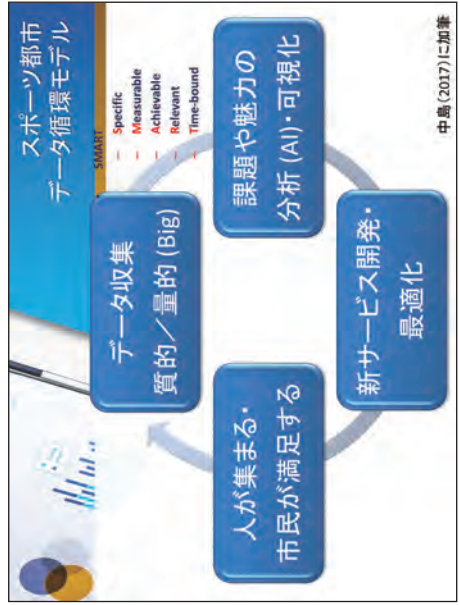 スポーツ都市
データ循環モデル
SMART
– Specific
– Measurable
– Achievable
– Relevant
– Time-bound
データ収集
質的／量的 (Big)
課題や魅力の
分析 (AI)・可視化
新サービス開発・
最適化
人が集まる・
市民が満足する
中島(2017)に加筆